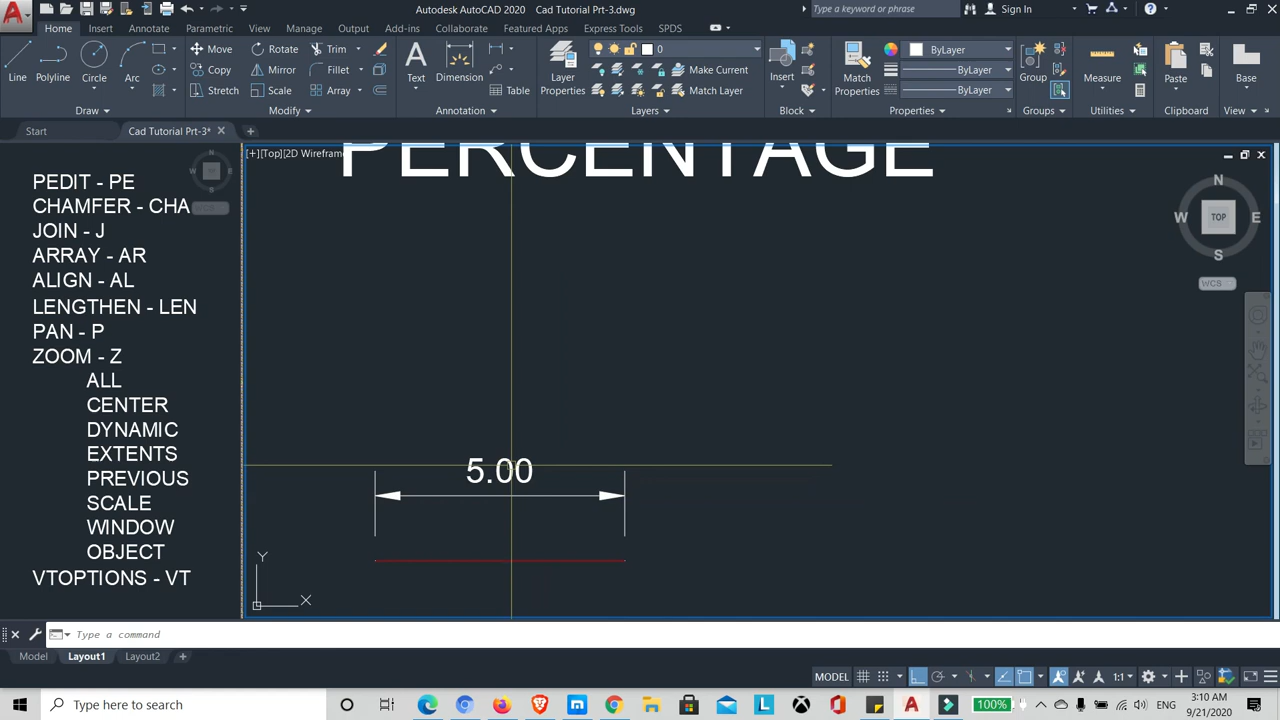 Autodesk AutoCAD 2020 Cad Tutorial Prt-3.dwg
Type a keyword or phrase
Sign In
Home Insert Annotate Parametric View Manage Output Add-ins Collaborate Featured Apps Express Tools SPDS
Line Polyline Circle Arc
Move Rotate Trim
Copy Mirror Fillet
Stretch Scale Array
Text Dimension Table
Layer Properties
0
Make Current
Match Layer
Insert
Match Properties
ByLayer
ByLayer
ByLayer
Group
Measure
Paste
Base
Draw Modify Annotation Layers Block Properties Groups Utilities Clipboard View
Start Cad Tutorial Prt-3*
[+][Top][2D Wireframe
PERCENTAGE
N
W E
WCS
PEDIT - PE
CHAMFER - CHA
JOIN - J
ARRAY - AR
ALIGN - AL
LENGTHEN - LEN
PAN - P
ZOOM - Z
ALL
CENTER
DYNAMIC
EXTENTS
PREVIOUS
SCALE
WINDOW
OBJECT
VTOPTIONS - VT
N
W TOP E
S
WCS
5.00
Y
X
Type a command
Model Layout1 Layout2
MODEL
1:1
Type here to search
100%
ENG
3:10 AM
9/21/2020